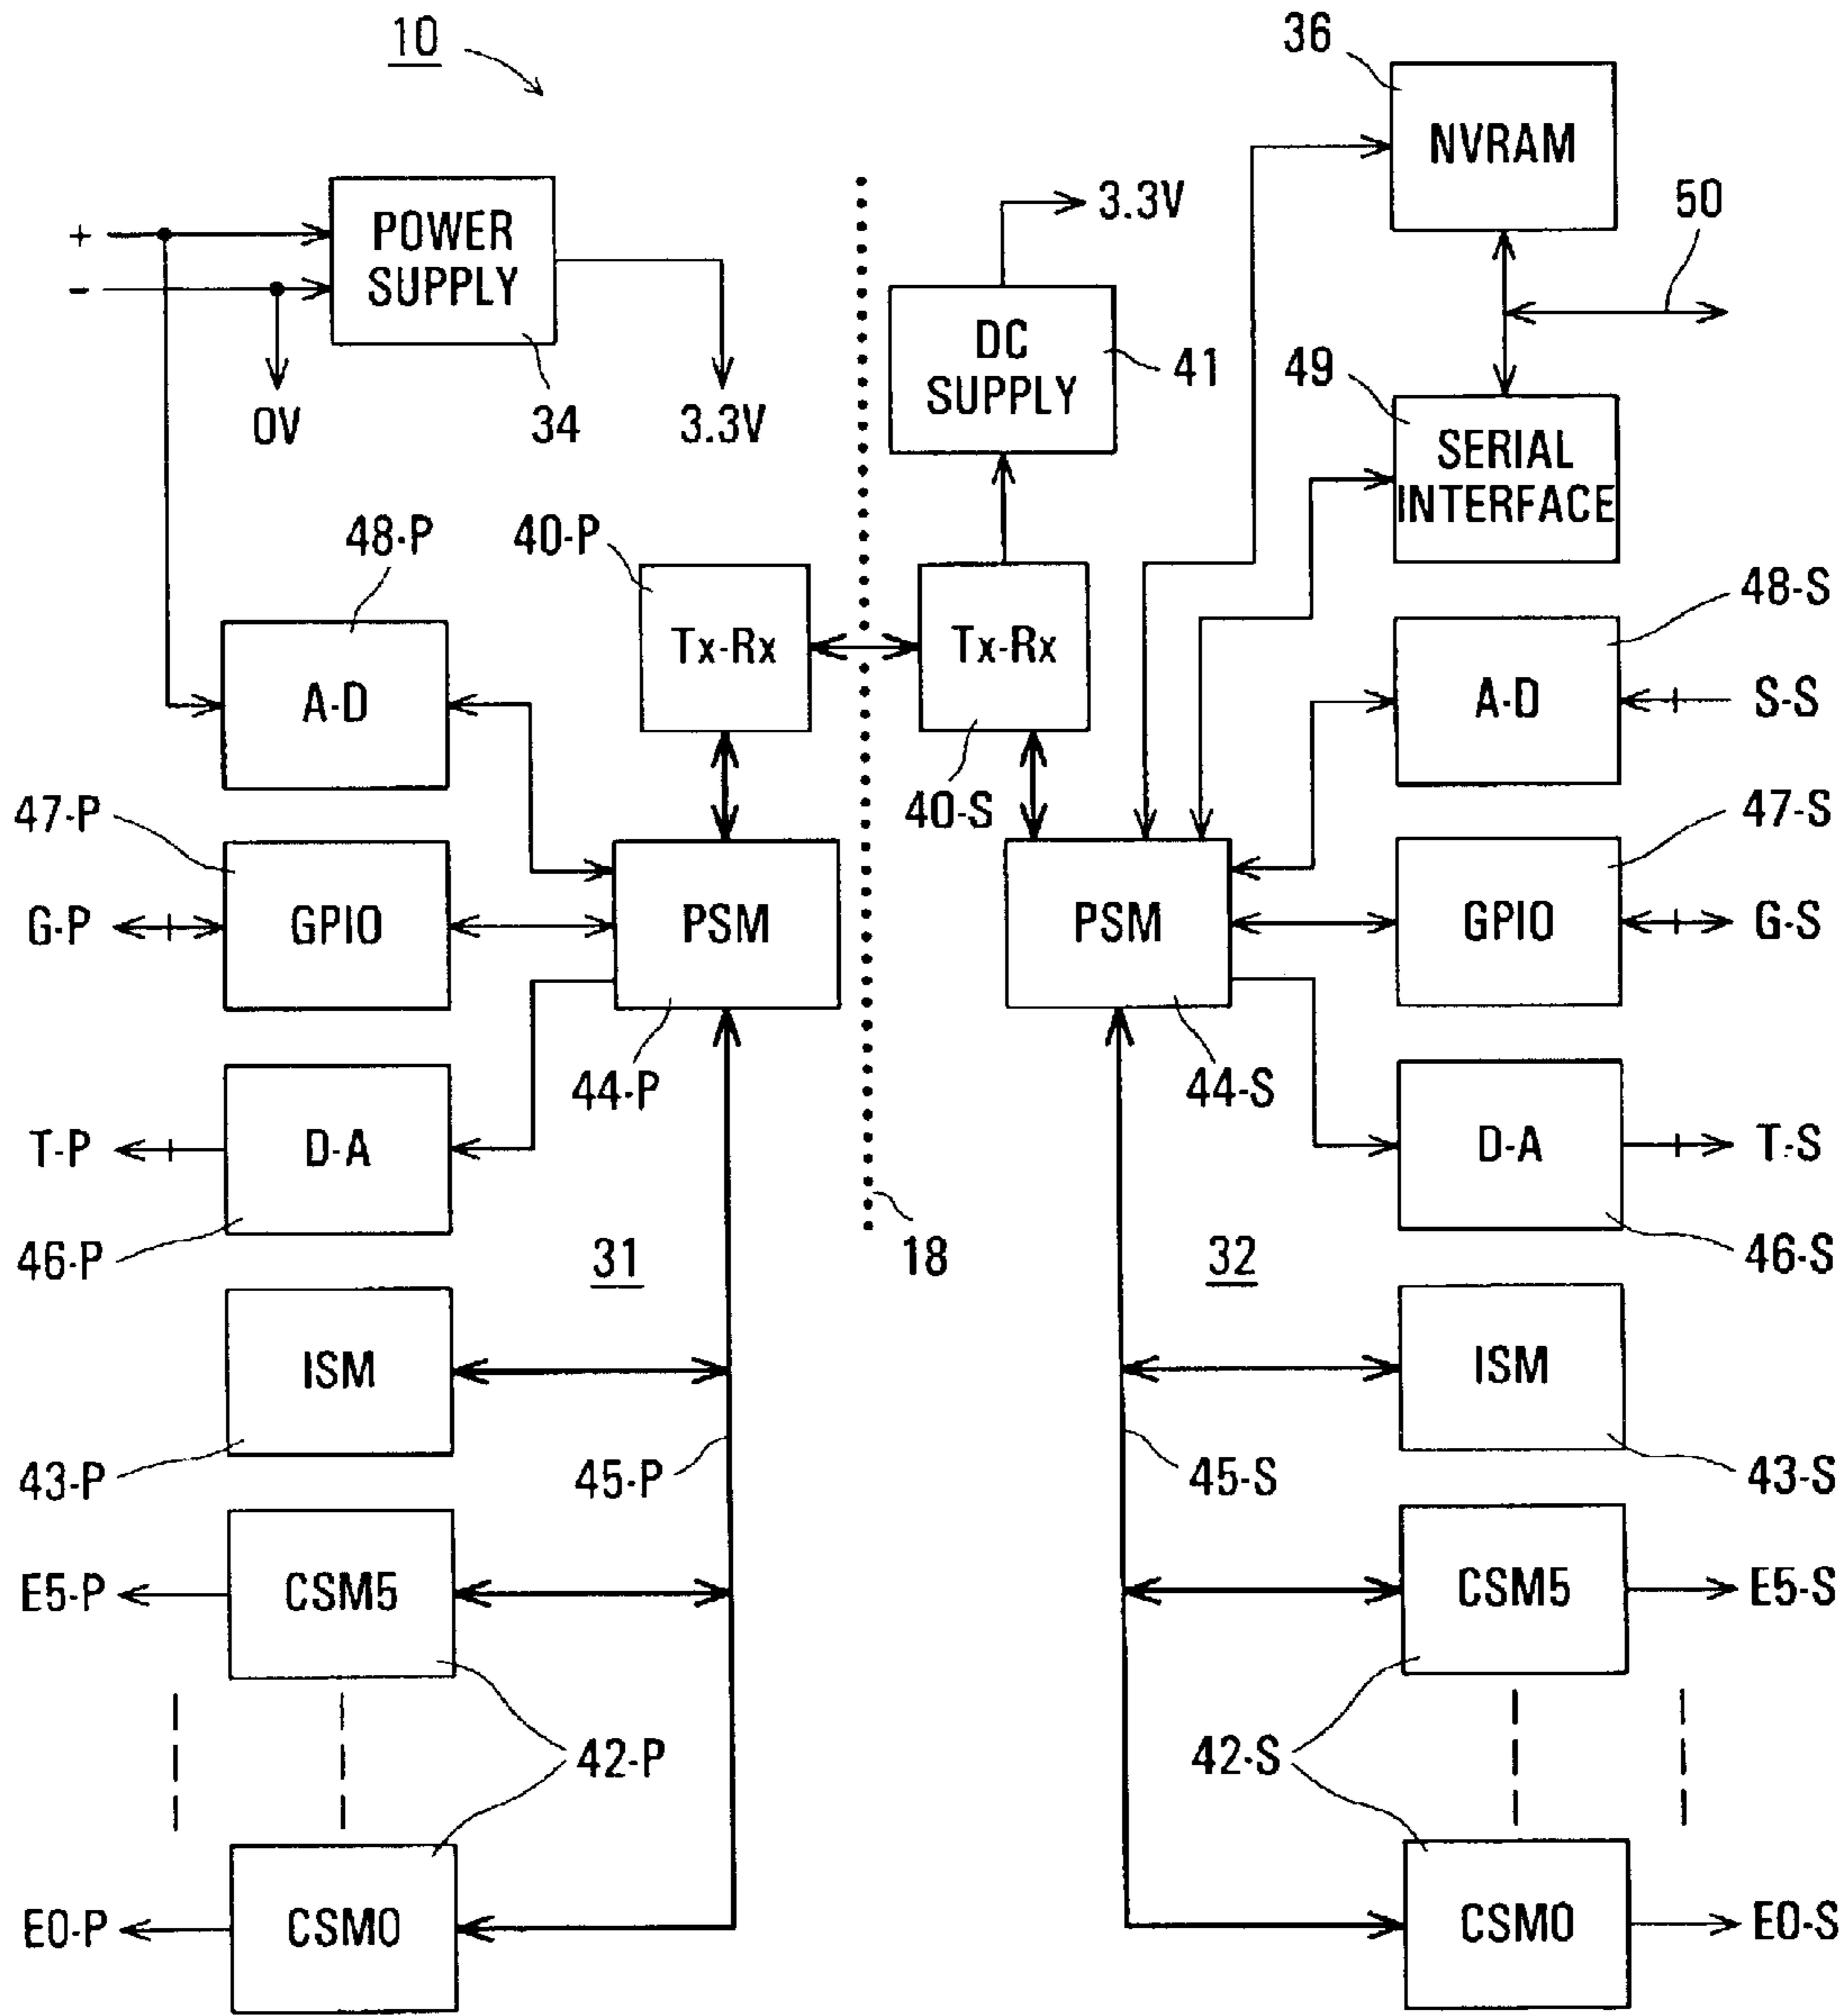 10
36
NVRAM
50
+
-
POWER
SUPPLY
3.3V
DC
SUPPLY
41
49
SERIAL
INTERFACE
0V
34
3.3V
48-P
40-P
48-S
Tx-Rx
Tx-Rx
A-D
A-D
S-S
47-P
40-S
47-S
G-P
GPIO
PSM
PSM
GPIO
G-S
44-P
44-S
T-P
D-A
D-A
T-S
46-P
31
18
32
46-S
ISM
ISM
43-P
45-P
45-S
43-S
E5-P
CSM5
CSM5
E5-S
42-P
42-S
E0-P
CSM0
CSM0
E0-S